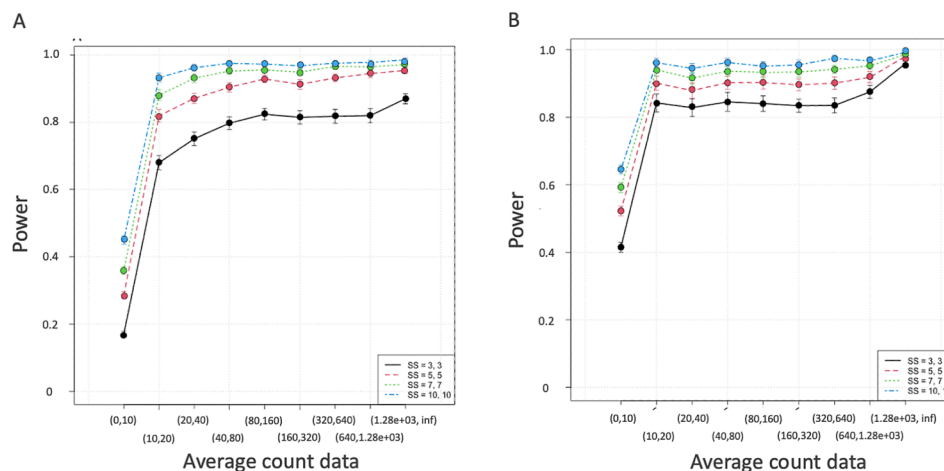 A
1.0
0.8
0.6
0.4
0.2
0
Power
SS = 3, 3
SS = 5, 5
SS = 7, 7
SS = 10, 10
(0,10) (20,40) (80,160) (320,640) (1.28e+03, inf)
(10,20) (40,80) (160,320) (640,1.28e+03)
Average count data
B
1.0
0.8
0.6
0.4
0.2
0
Power
SS = 3, 3
SS = 5, 5
SS = 7, 7
SS = 10,
(0,10) (20,40) (80,160) (320,640) (1.28e+03, inf)
(10,20) (40,80) (160,320) (640,1.28e+03)
Average count data